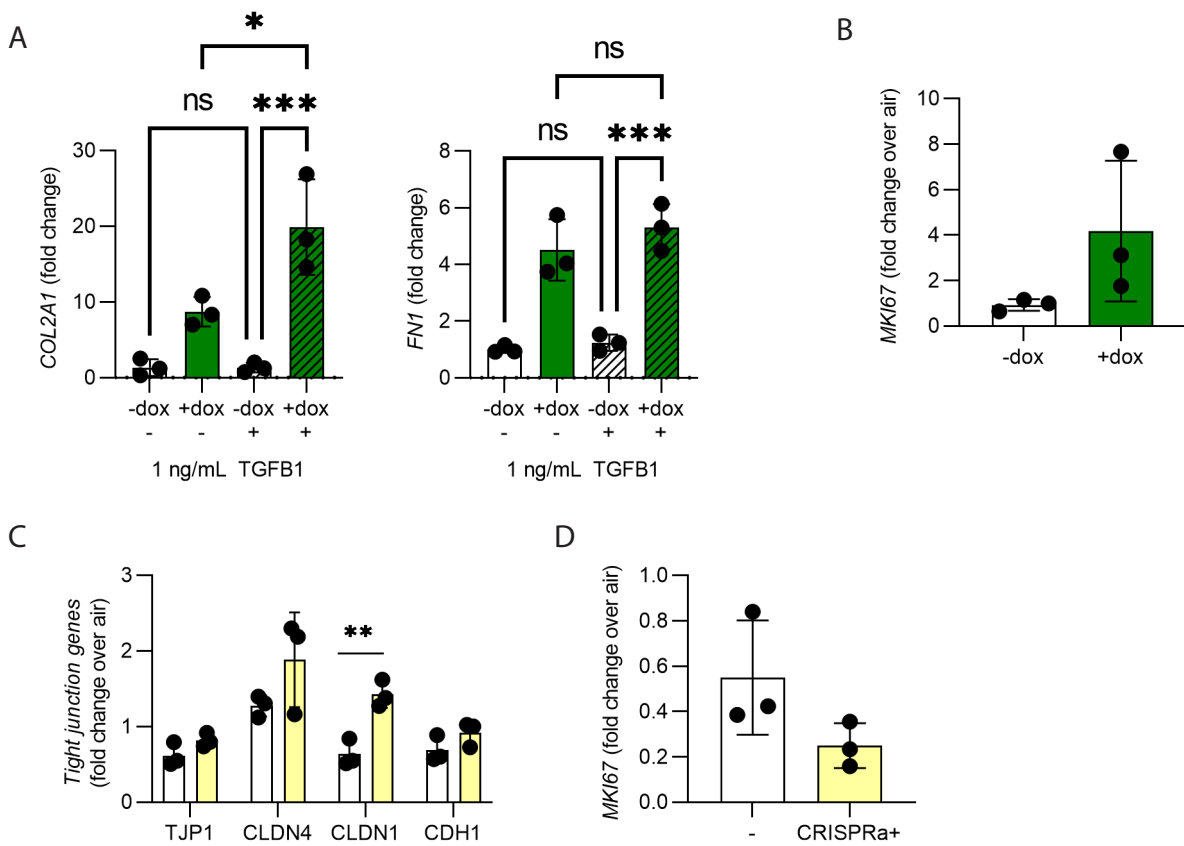 A
*
ns
***
COL2A1 (fold change)
30
20
10
0
-dox +dox -dox +dox
- - + +
1 ng/mL TGFB1
ns
ns
***
FN1 (fold change)
8
6
4
2
0
-dox +dox -dox +dox
- - + +
1 ng/mL TGFB1
B
MKI67 (fold change over air)
10
8
6
4
2
0
-dox +dox
C
Tight junction genes
(fold change over air)
3
2
1
0
**
TJP1 CLDN4 CLDN1 CDH1
D
MKI67 (fold change over air)
1.0
0.8
0.6
0.4
0.2
0.0
- CRISPRa+